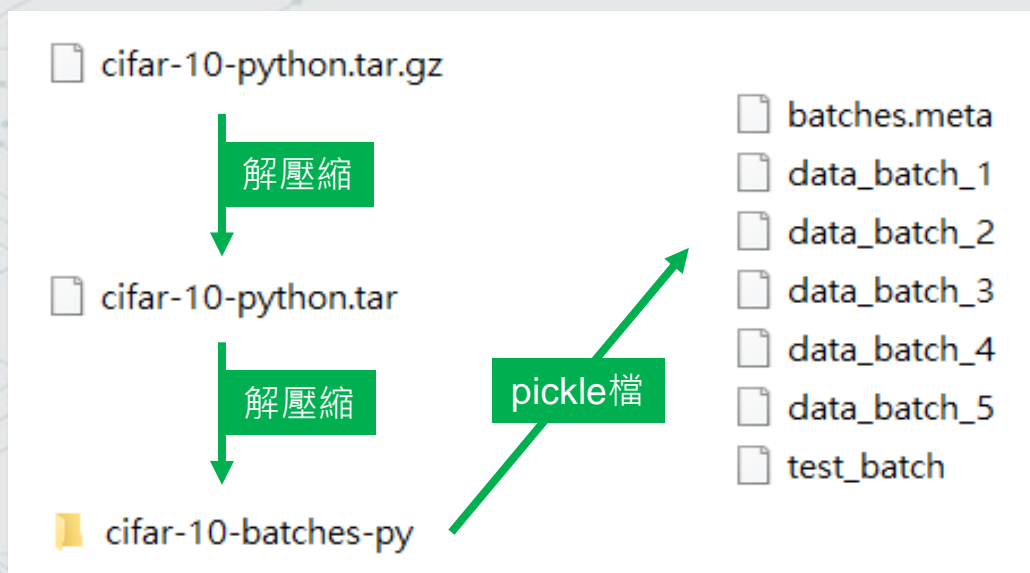 cifar-10-python.tar.gz
解壓縮
cifar-10-python.tar
解壓縮
cifar-10-batches-py
pickle檔
batches.meta
data_batch_1
data_batch_2
data_batch_3
data_batch_4
data_batch_5
test_batch